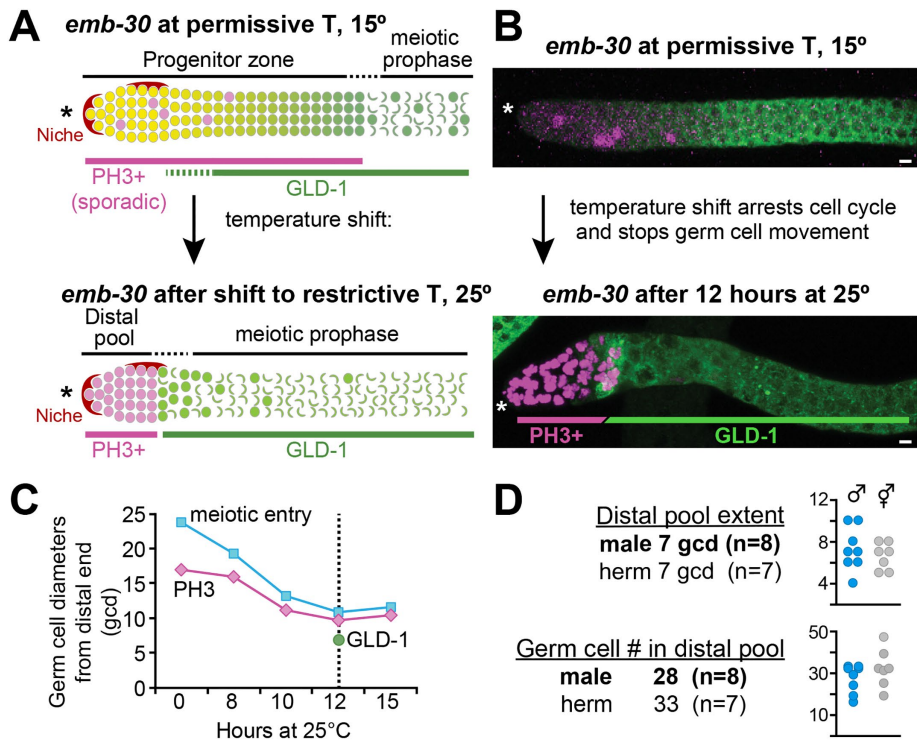 A
emb-30 at permissive T, 15º
Progenitor zone
meiotic
prophase
*
Niche
PH3+
(sporadic)
GLD-1
temperature shift:
emb-30 after shift to restrictive T, 25º
Distal
pool
meiotic prophase
*
Niche
PH3+
GLD-1
B
emb-30 at permissive T, 15º
*
temperature shift arrests cell cycle
and stops germ cell movement
emb-30 after 12 hours at 25º
*
PH3+
GLD-1
C
Germ cell diameters
from distal end
(gcd)
25
20
15
10
5
0
meiotic entry
PH3
GLD-1
0 8 10 12 15
Hours at 25°C
D
♂ ⚥
Distal pool extent
male 7 gcd (n=8)
herm 7 gcd (n=7)
12
8
4
Germ cell # in distal pool
male 28 (n=8)
herm 33 (n=7)
50
30
10